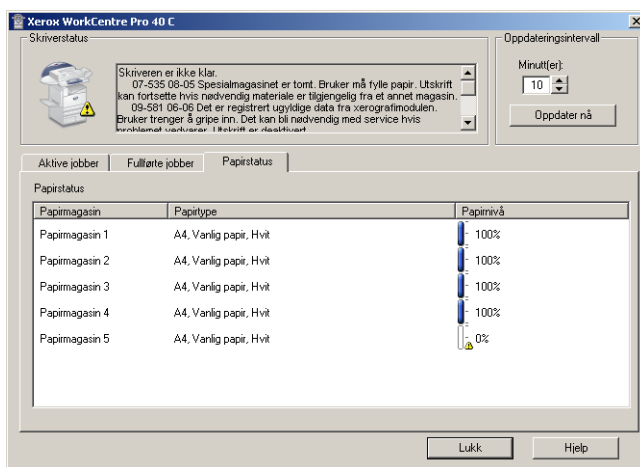 Xerox WorkCentre Pro 40 C
Skriverstatus
Skriveren er ikke klar.
07-535 08-05 Spesialmagasinet er tomt. Bruker må fylle papir. Utskrift
kan fortsette hvis nødvendig materiale er tilgjengelig fra et annet magasin.
09-581 06-06 Det er registrert ugyldige data fra xerografimodulen.
Bruker trenger å gripe inn. Det kan bli nødvendig med service hvis
problemet vedvarer. Utskrift er deaktivert.
Oppdateringsintervall
Minutt(er):
10
Oppdater nå
Aktive jobber Fullførte jobber Papirstatus
Papirstatus
Papirmagasin Papirtype Papirnivå
Papirmagasin 1 A4, Vanlig papir, Hvit 100%
Papirmagasin 2 A4, Vanlig papir, Hvit 100%
Papirmagasin 3 A4, Vanlig papir, Hvit 100%
Papirmagasin 4 A4, Vanlig papir, Hvit 100%
Papirmagasin 5 A4, Vanlig papir, Hvit 0%
Lukk Hjelp